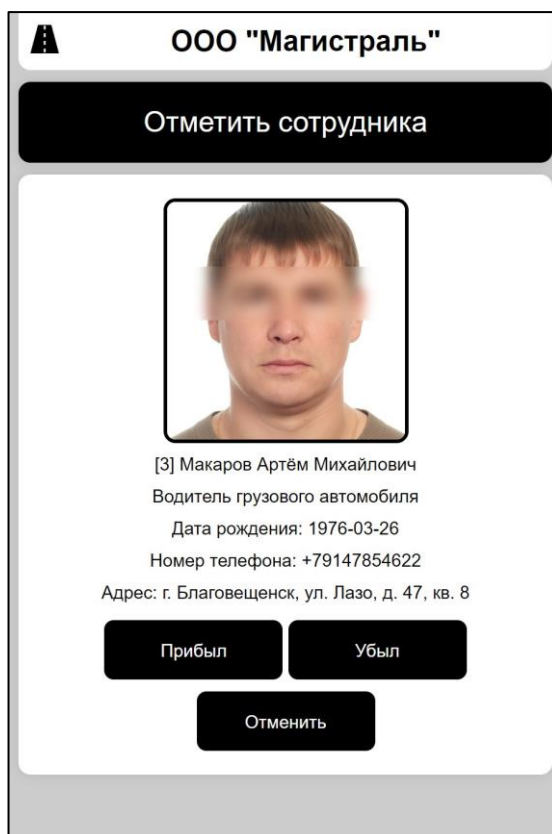 ООО "Магистраль"
Отметить сотрудника
[3] Макаров Артём Михайлович
Водитель грузового автомобиля
Дата рождения: 1976-03-26
Номер телефона: +79147854622
Адрес: г. Благовещенск, ул. Лазо, д. 47, кв. 8
Прибыл Убыл
Отменить